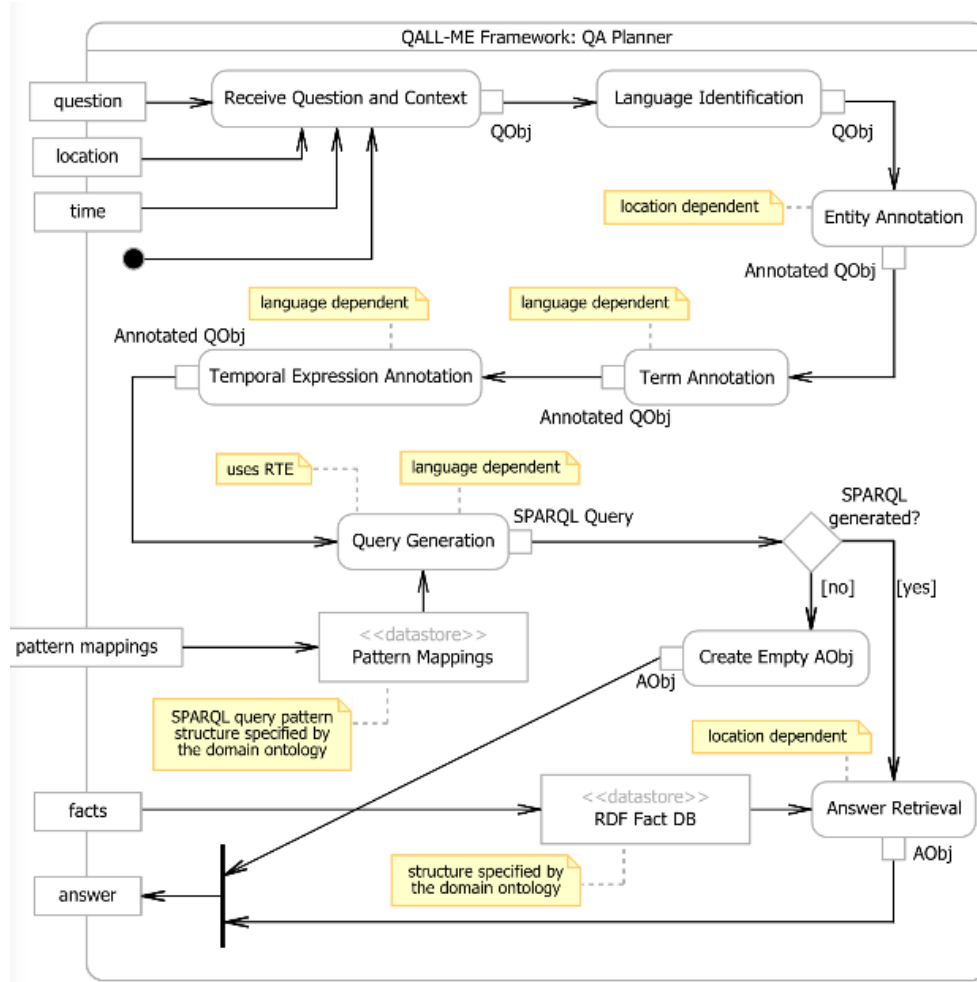 QALL-ME Framework: QA Planner
question
Receive Question and Context
Language Identification
QObj
QObj
location
time
location dependent
Entity Annotation
Annotated QObj
language dependent
language dependent
Annotated QObj
Temporal Expression Annotation
Term Annotation
Annotated QObj
uses RTE
language dependent
SPARQL
generated?
SPARQL Query
Query Generation
[no]
[yes]
pattern mappings
<<datastore>>
Pattern Mappings
Create Empty AObj
AObj
SPARQL query pattern
structure specified by
the domain ontology
location dependent
facts
<<datastore>>
RDF Fact DB
Answer Retrieval
AObj
structure specified by
the domain ontology
answer